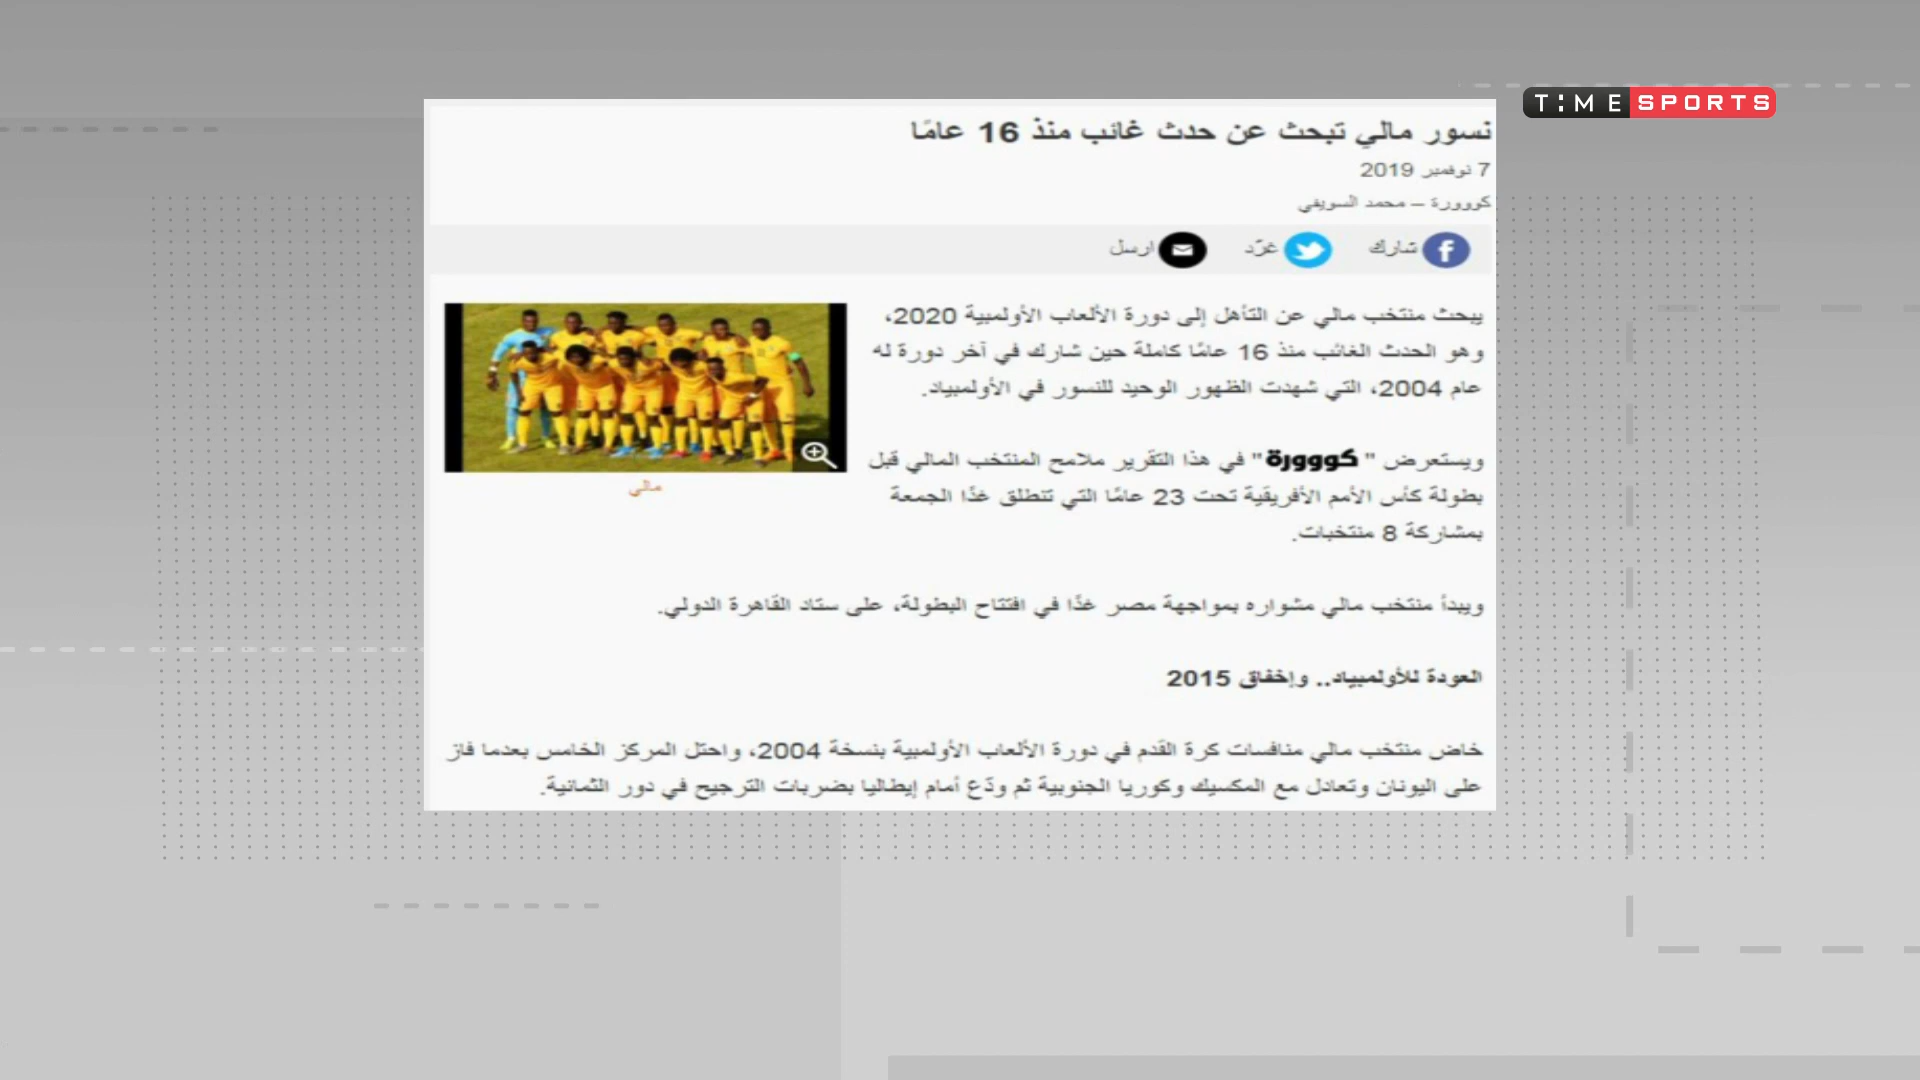 TIME SPORTS
نسور مالي تبحث عن حدث غائب منذ 16 عامًا
7 نوفمبر 2019
كووورة – محمد السويفي
شارك
غرّد
ارسل
يبحث منتخب مالي عن التأهل إلى دورة الألعاب الأولمبية 2020،
وهو الحدث الغائب منذ 16 عامًا كاملة حين شارك في آخر دورة له
عام 2004، التي شهدت الظهور الوحيد للنسور في الأولمبياد.
ويستعرض "كووورة" في هذا التقرير ملامح المنتخب المالي قبل
بطولة كأس الأمم الأفريقية تحت 23 عامًا التي تنطلق غدًا الجمعة
بمشاركة 8 منتخبات.
مالي
ويبدأ منتخب مالي مشواره بمواجهة مصر غدًا في افتتاح البطولة، على ستاد القاهرة الدولي.
العودة للأولمبياد.. وإخفاق 2015
خاض منتخب مالي منافسات كرة القدم في دورة الألعاب الأولمبية بنسخة 2004، واحتل المركز الخامس بعدما فاز
على اليونان وتعادل مع المكسيك وكوريا الجنوبية ثم ودّع أمام إيطاليا بضربات الترجيح في دور الثمانية.